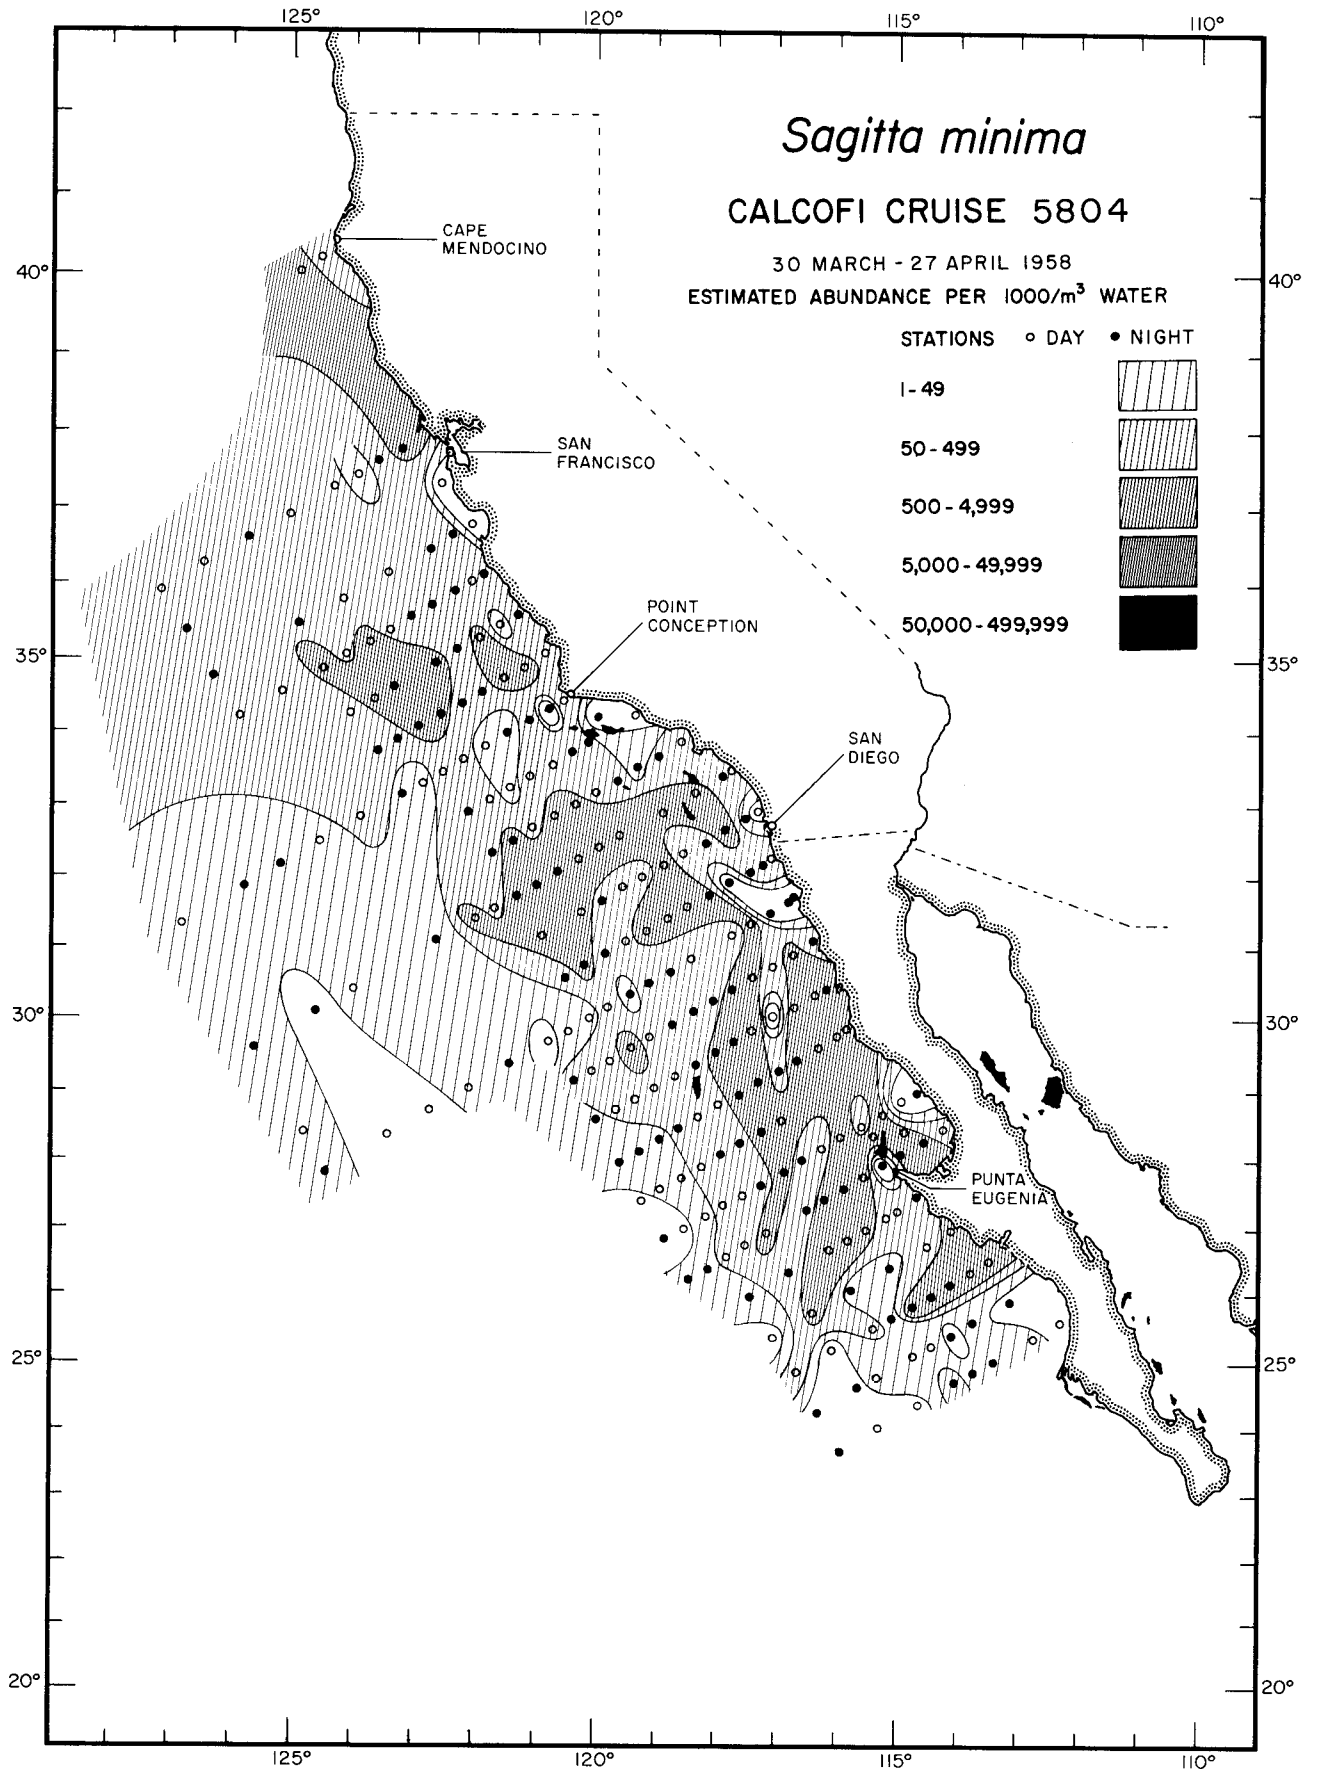 125° 120° 115° 110°
Sagitta minima
CALCOFI CRUISE 5804
30 MARCH - 27 APRIL 1958
ESTIMATED ABUNDANCE PER 1000/m³ WATER
STATIONS ○ DAY ● NIGHT
1-49
50-499
500-4,999
5,000-49,999
50,000-499,999
CAPE
MENDOCINO
40° 40°
SAN
FRANCISCO
POINT
CONCEPTION
35° 35°
SAN
DIEGO
30° 30°
PUNTA
EUGENIA
25° 25°
20° 20°
125° 120° 115° 110°